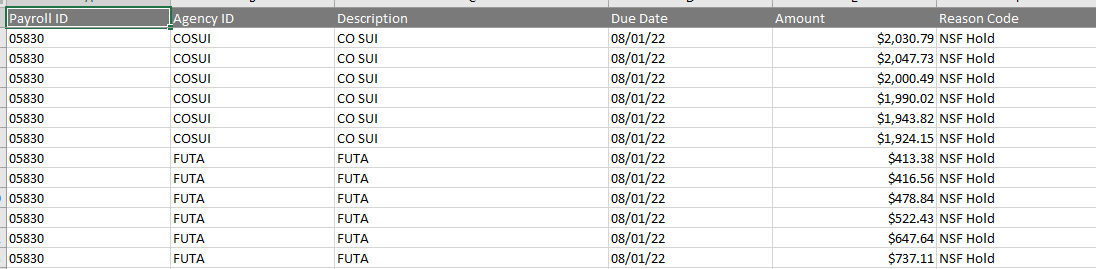 Payroll ID Agency ID Description Due Date Amount Reason Code
05830 COSUI CO SUI 08/01/22 $2,030.79 NSF Hold
05830 COSUI CO SUI 08/01/22 $2,047.73 NSF Hold
05830 COSUI CO SUI 08/01/22 $2,000.49 NSF Hold
05830 COSUI CO SUI 08/01/22 $1,990.02 NSF Hold
05830 COSUI CO SUI 08/01/22 $1,943.82 NSF Hold
05830 COSUI CO SUI 08/01/22 $1,924.15 NSF Hold
05830 FUTA FUTA 08/01/22 $413.38 NSF Hold
05830 FUTA FUTA 08/01/22 $416.56 NSF Hold
05830 FUTA FUTA 08/01/22 $478.84 NSF Hold
05830 FUTA FUTA 08/01/22 $522.43 NSF Hold
05830 FUTA FUTA 08/01/22 $647.64 NSF Hold
05830 FUTA FUTA 08/01/22 $737.11 NSF Hold